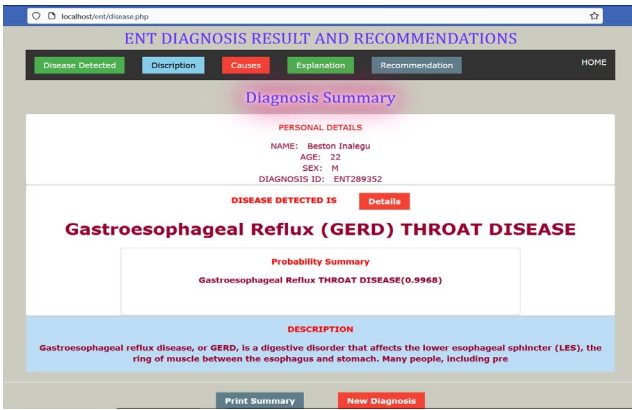 localhost/ent/disease.php
ENT DIAGNOSIS RESULT AND RECOMMENDATIONS
Disease Detected Discription Causes Explanation Recommendation HOME
Diagnosis Summary
PERSONAL DETAILS
NAME: Beston Inalegu
AGE: 22
SEX: M
DIAGNOSIS ID: ENT289352
DISEASE DETECTED IS Details
Gastroesophageal Reflux (GERD) THROAT DISEASE
Probability Summary
Gastroesophageal Reflux THROAT DISEASE(0.9968)
DESCRIPTION
Gastroesophageal reflux disease, or GERD, is a digestive disorder that affects the lower esophageal sphincter (LES), the
ring of muscle between the esophagus and stomach. Many people, including pre
Print Summary New Diagnosis